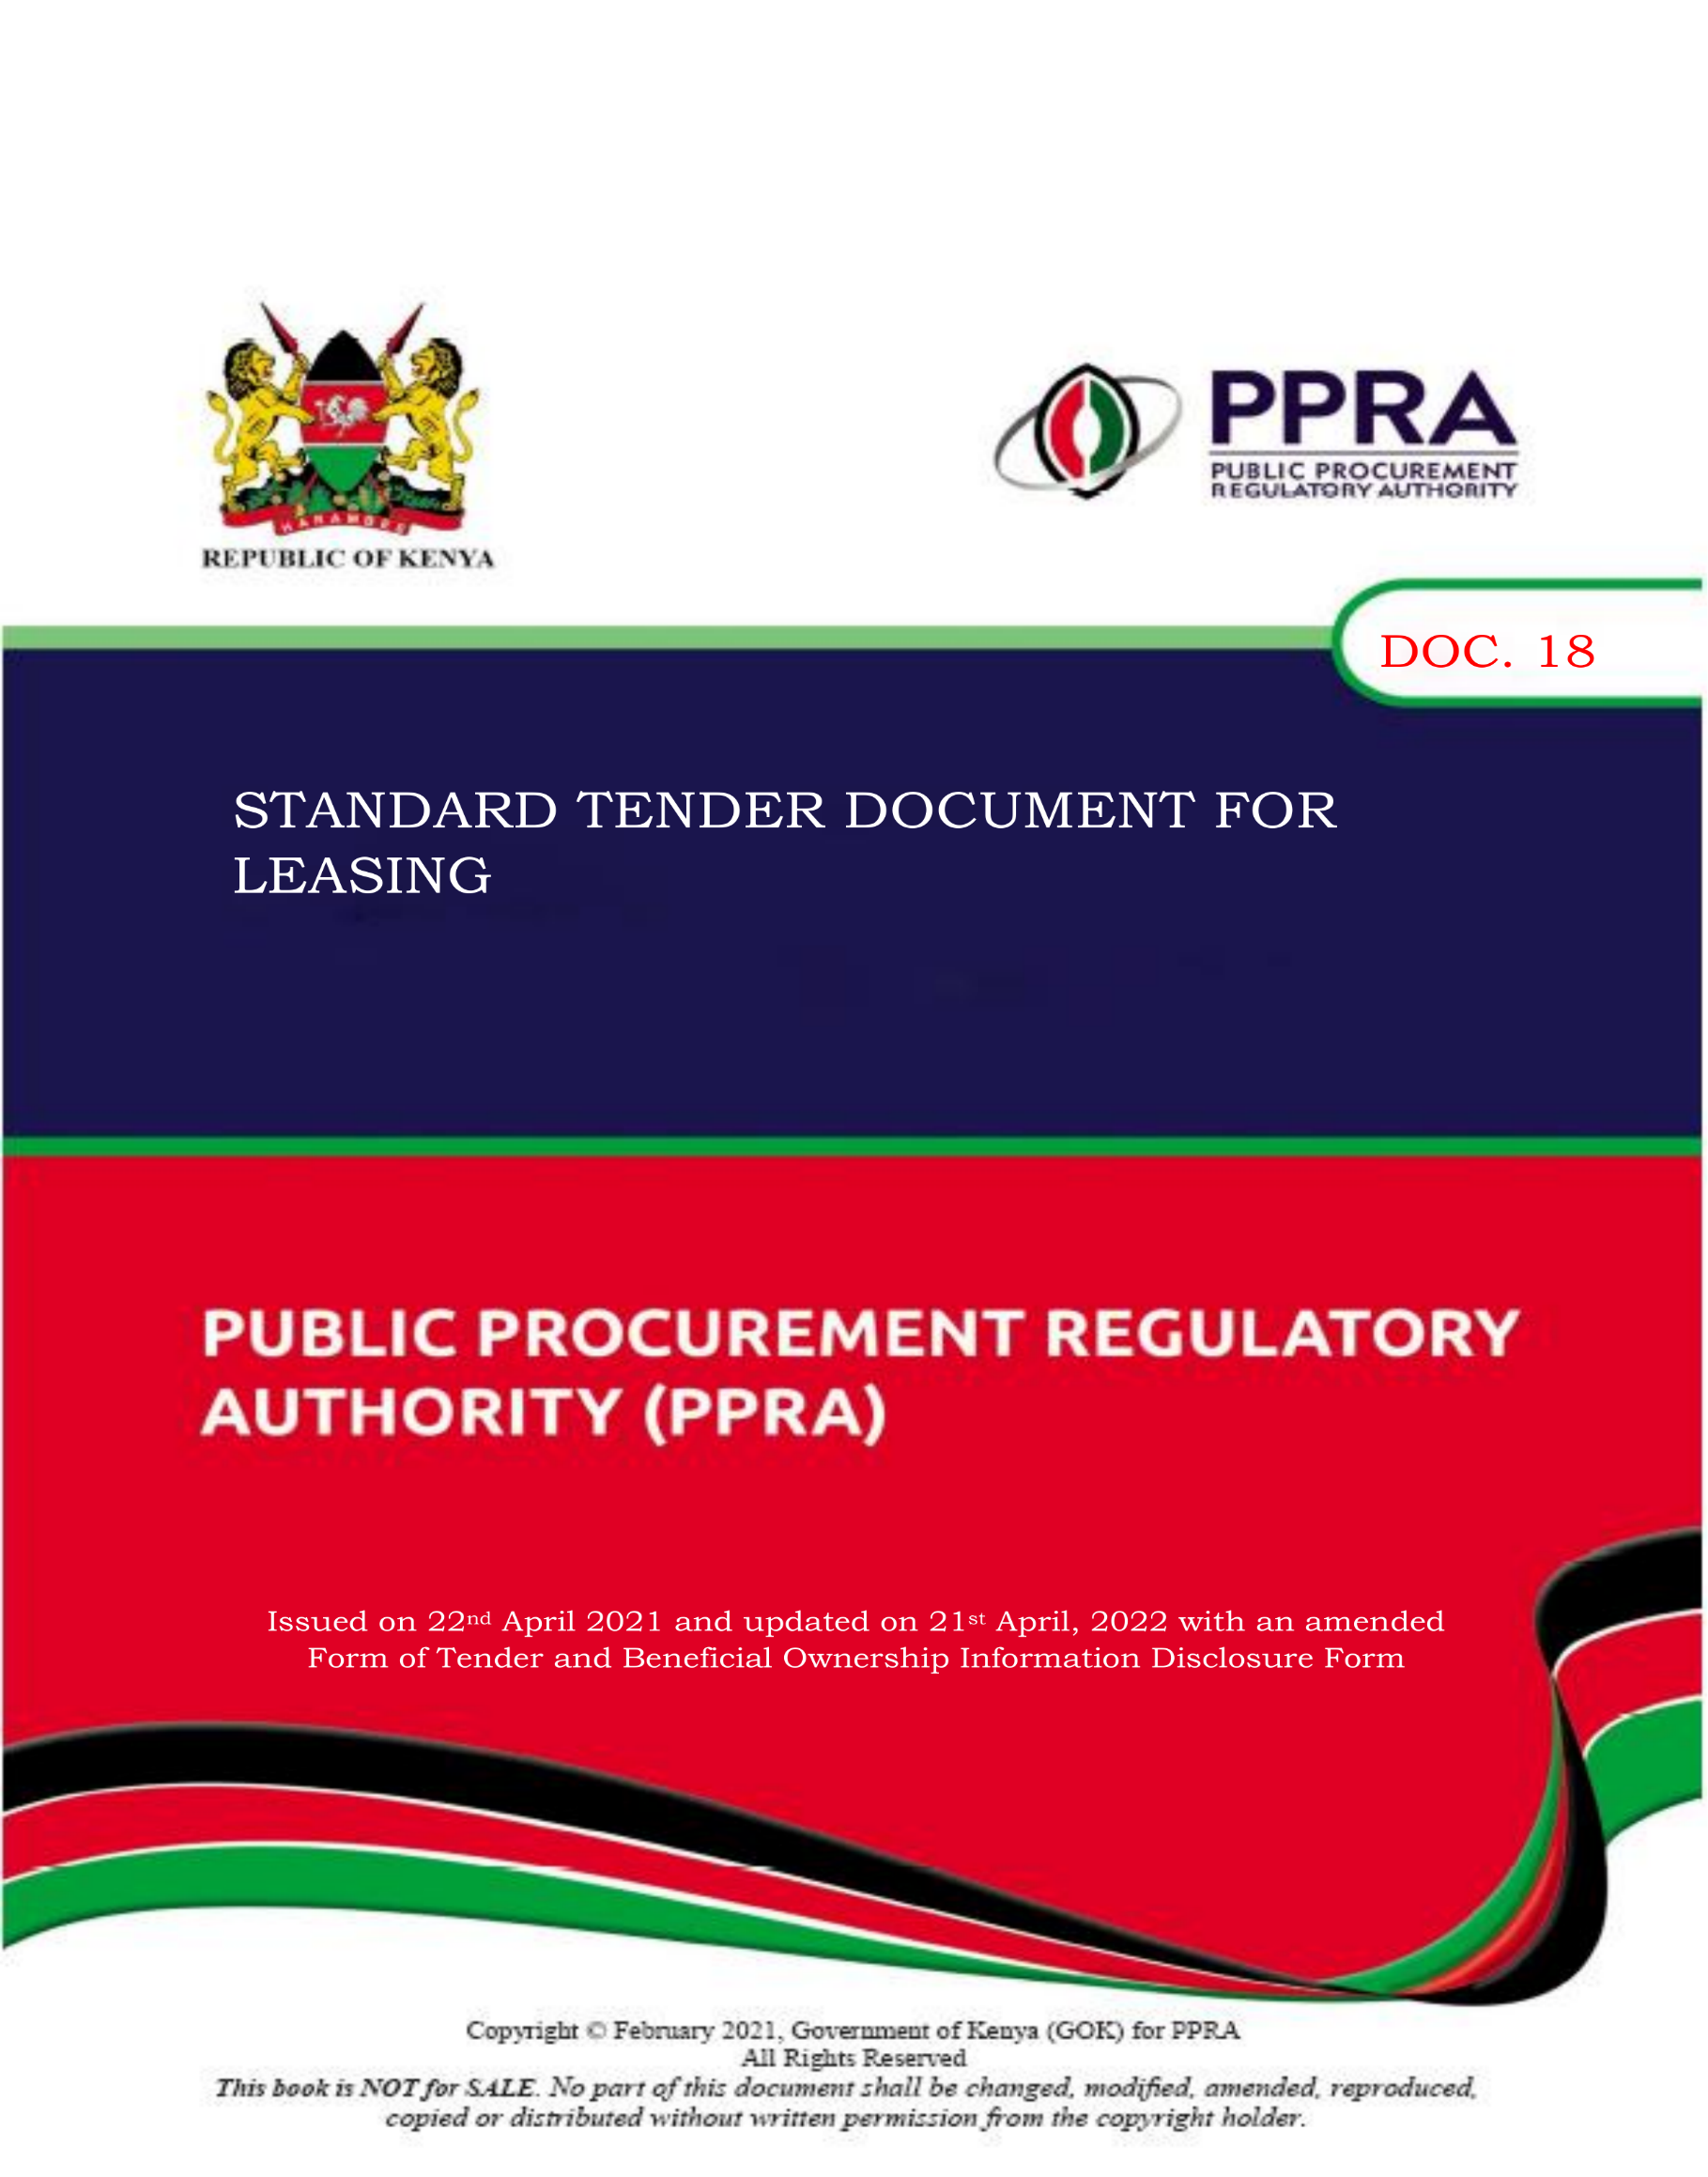 HARAMBEE
REPUBLIC OF KENYA
PPRA
PUBLIC PROCUREMENT
REGULATORY AUTHORITY
DOC. 18
STANDARD TENDER DOCUMENT FOR
LEASING
PUBLIC PROCUREMENT REGULATORY
AUTHORITY (PPRA)
Issued on 22nd April 2021 and updated on 21st April, 2022 with an amended
Form of Tender and Beneficial Ownership Information Disclosure Form
Copyright © February 2021, Government of Kenya (GOK) for PPRA
All Rights Reserved
This book is NOT for SALE. No part of this document shall be changed, modified, amended, reproduced,
copied or distributed without written permission from the copyright holder.